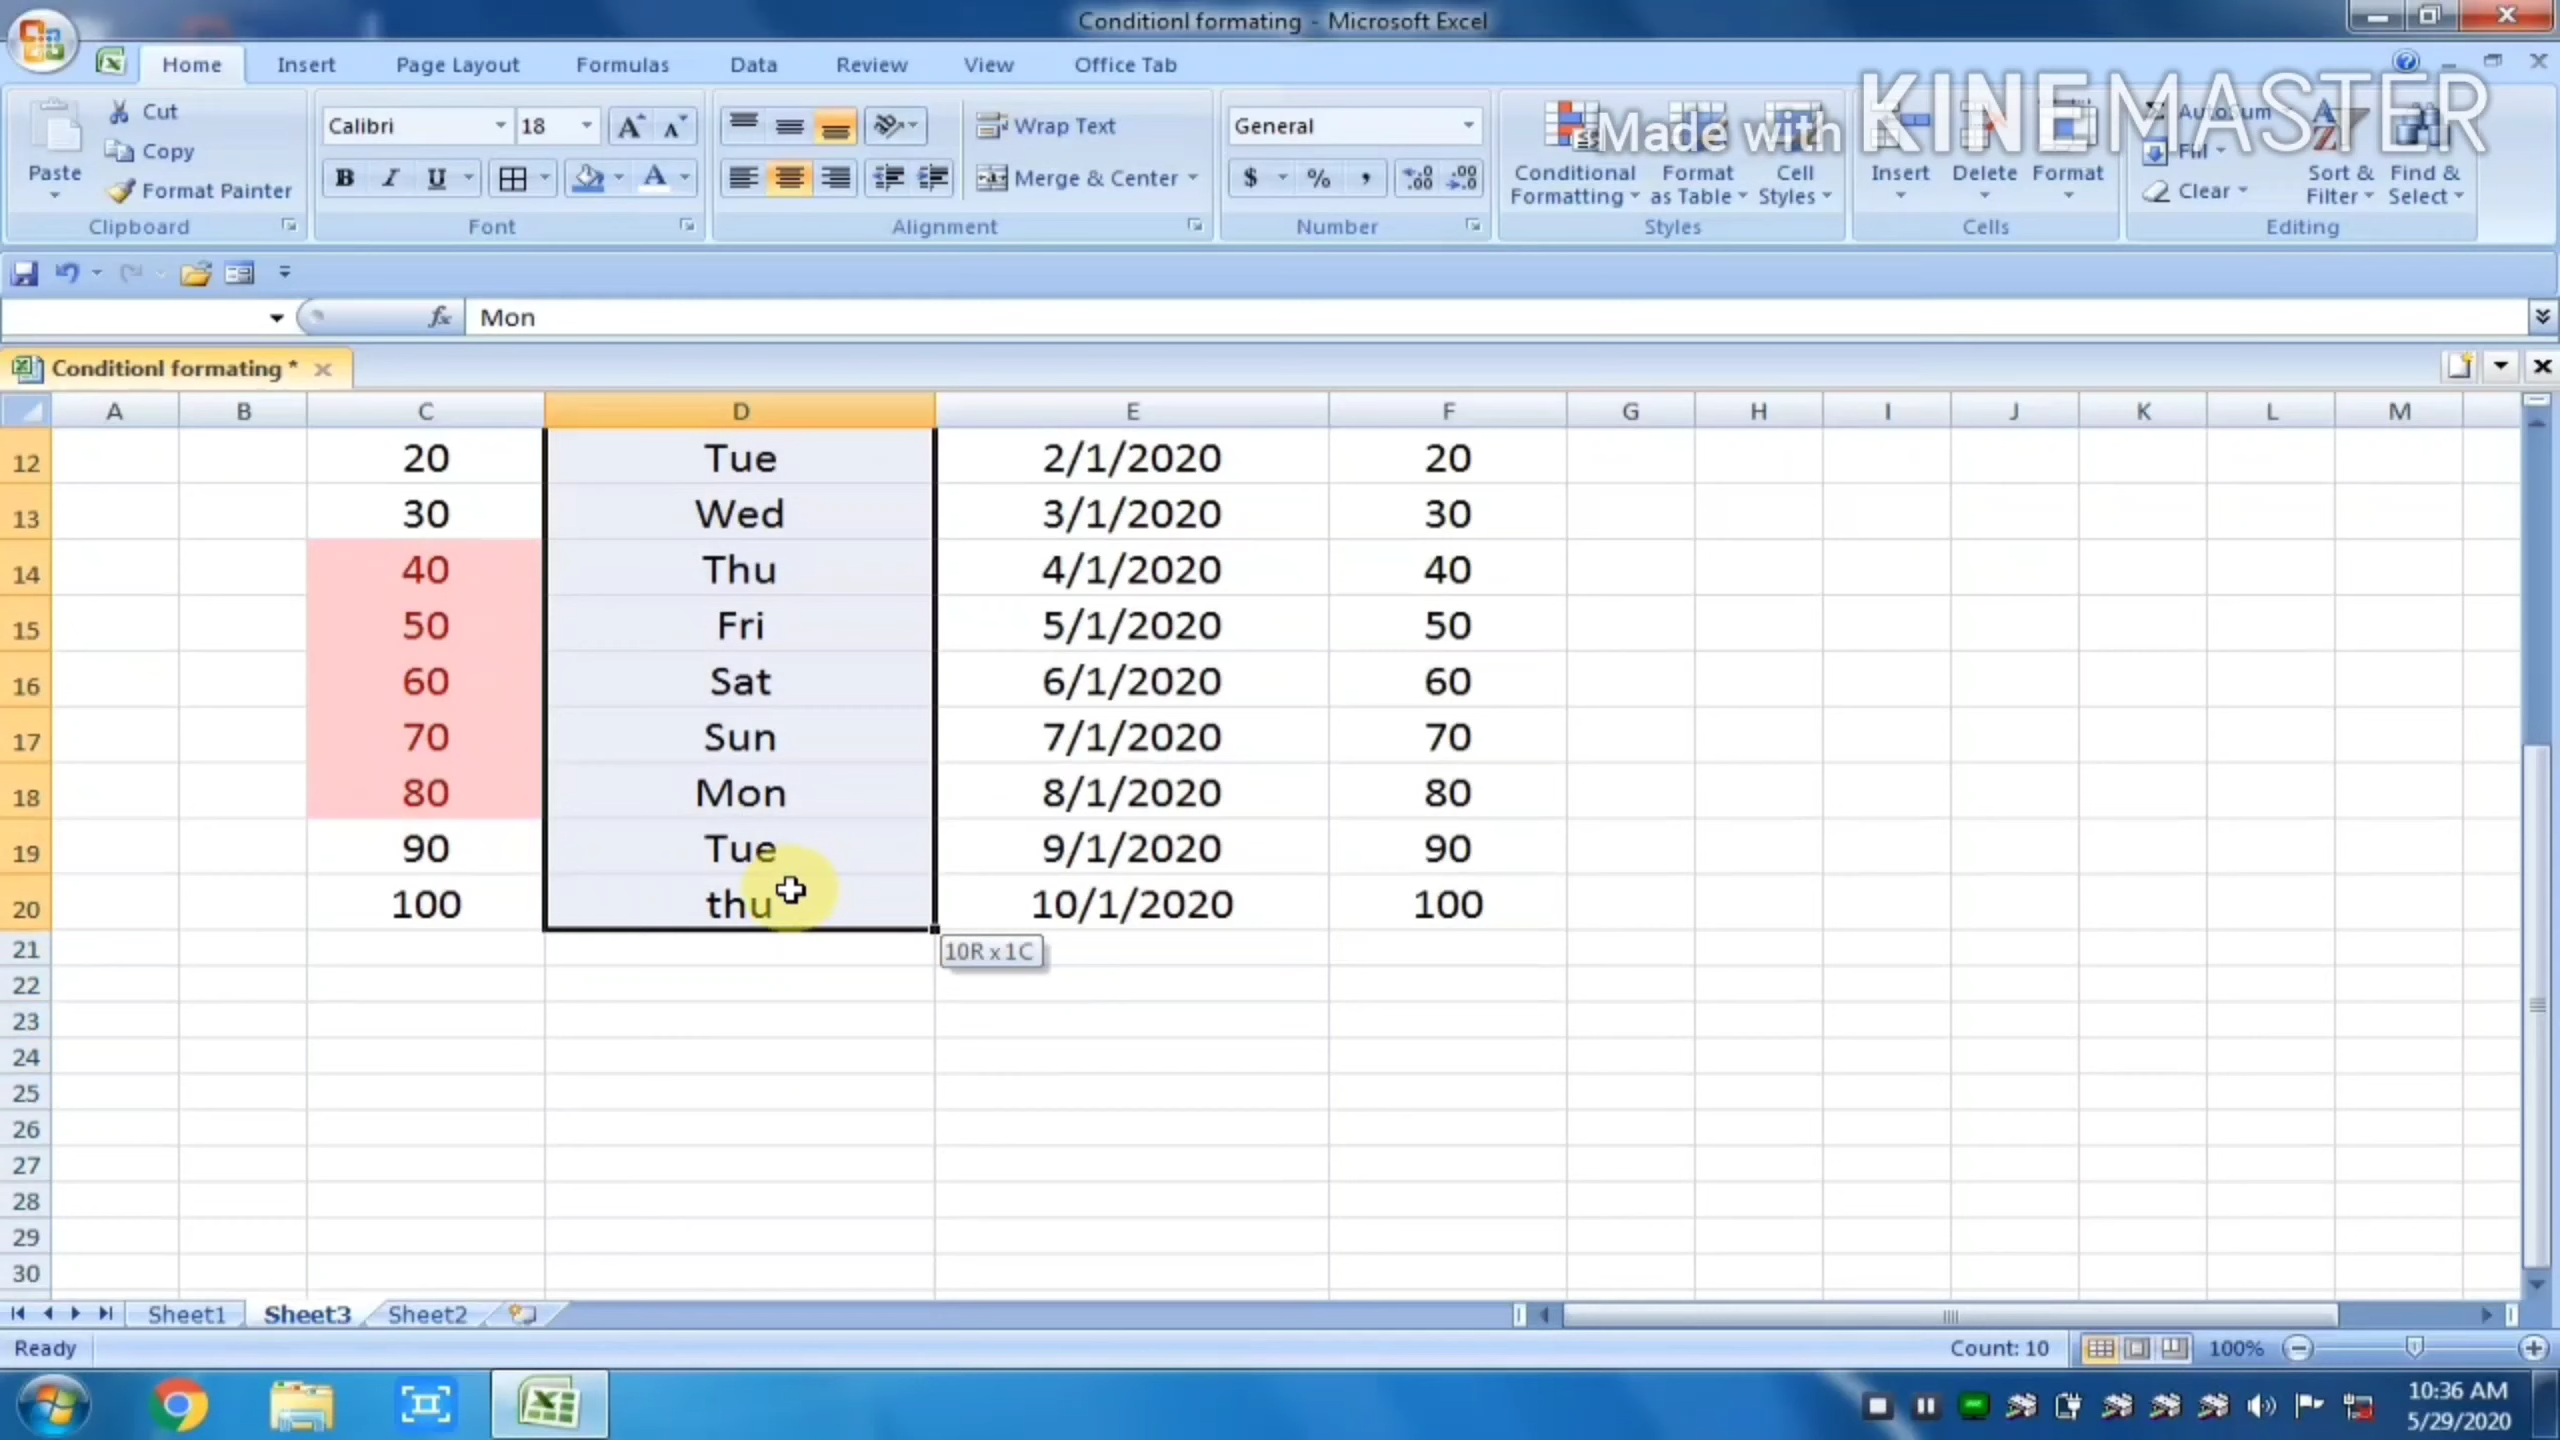 Conditionl formating - Microsoft Excel
Home Insert Page Layout Formulas Data Review View Office Tab
Made with KINEMASTER
Paste Cut Copy Format Painter
Clipboard
Calibri 18
B I U
Font
Wrap Text
Merge & Center
Alignment
General
$ % ,
Number
Conditional Formatting Format as Table Cell Styles
Styles
Insert Delete Format
Cells
AutoSum Fill Clear
Sort & Filter Find & Select
Editing
fx Mon
Conditionl formating *
A B C D E F G H I J K L M
12 20 Tue 2/1/2020 20
13 30 Wed 3/1/2020 30
14 40 Thu 4/1/2020 40
15 50 Fri 5/1/2020 50
16 60 Sat 6/1/2020 60
17 70 Sun 7/1/2020 70
18 80 Mon 8/1/2020 80
19 90 Tue 9/1/2020 90
20 100 thu 10/1/2020 100
10R x 1C
21
22
23
24
25
26
27
28
29
30
Sheet1 Sheet3 Sheet2
Ready Count: 10 100%
10:36 AM
5/29/2020